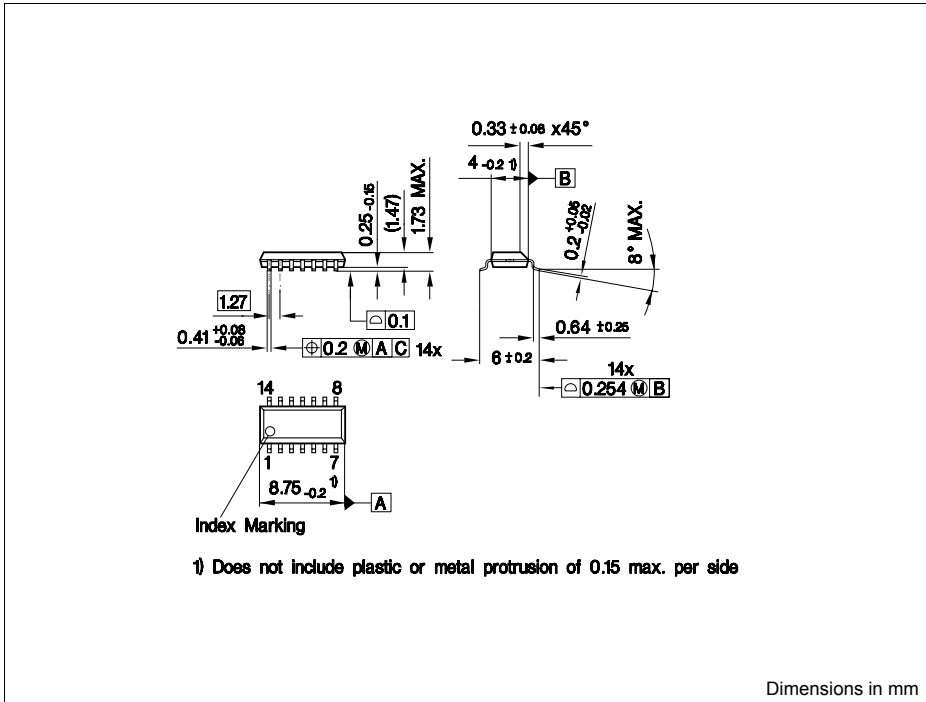 0.33 ±0.08 x45°
4 -0.2 1)
B
0.25 -0.15
(1.47)
1.73 MAX.
0.2 +0.05 -0.02
8° MAX.
1.27
0.1
0.41 +0.08 -0.06
0.2 Ⓜ A C 14x
0.64 ±0.25
6 ±0.2
14x
0.254 Ⓜ B
14 8
1 7
8.75 -0.2 1)
A
Index Marking
1) Does not include plastic or metal protrusion of 0.15 max. per side
Dimensions in mm